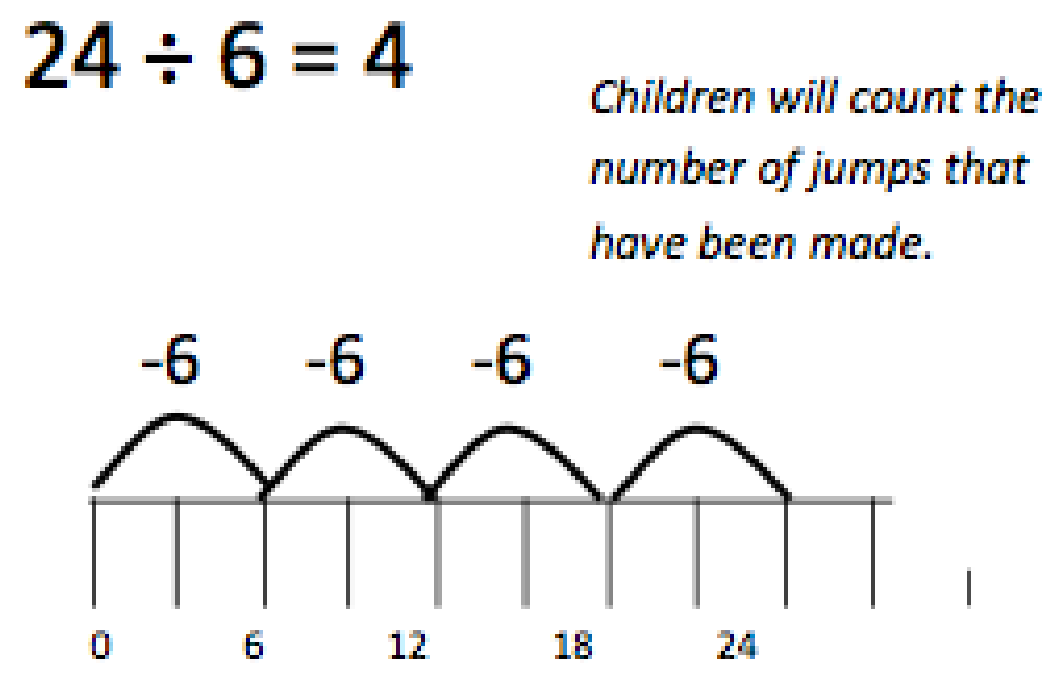 24 ÷ 6 = 4
Children will count the
number of jumps that
have been made.
-6 -6 -6 -6
0 6 12 18 24